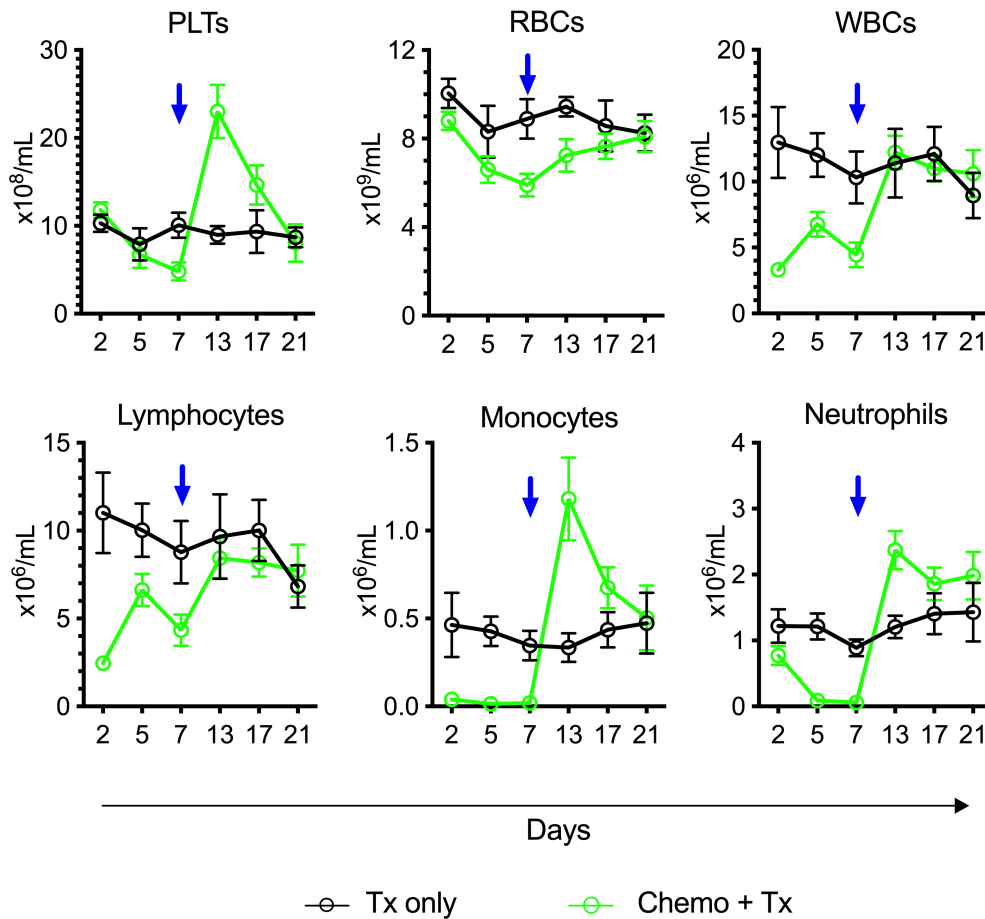 PLTs
RBCs
WBCs
30
20
10
0
x10⁸/mL
2 5 7 13 17 21
12
8
4
0
x10⁹/mL
2 5 7 13 17 21
20
15
10
5
0
x10⁶/mL
2 5 7 13 17 21
Lymphocytes
Monocytes
Neutrophils
15
10
5
0
x10⁶/mL
2 5 7 13 17 21
1.5
1.0
0.5
0.0
x10⁶/mL
2 5 7 13 17 21
4
3
2
1
0
x10⁶/mL
2 5 7 13 17 21
Days
Tx only
Chemo + Tx